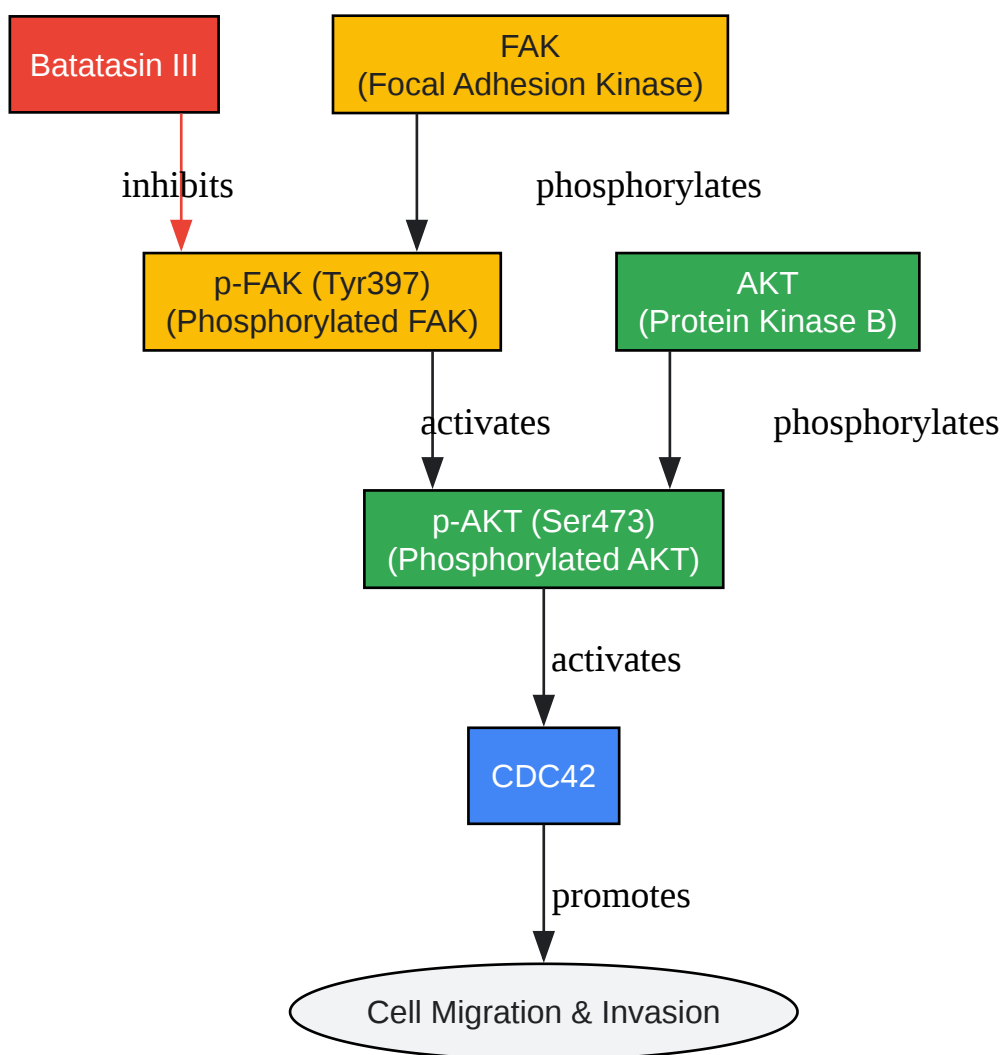 Batatasin III
FAK
(Focal Adhesion Kinase)
inhibits
phosphorylates
p-FAK (Tyr397)
(Phosphorylated FAK)
AKT
(Protein Kinase B)
activates
phosphorylates
p-AKT (Ser473)
(Phosphorylated AKT)
activates
CDC42
promotes
Cell Migration & Invasion